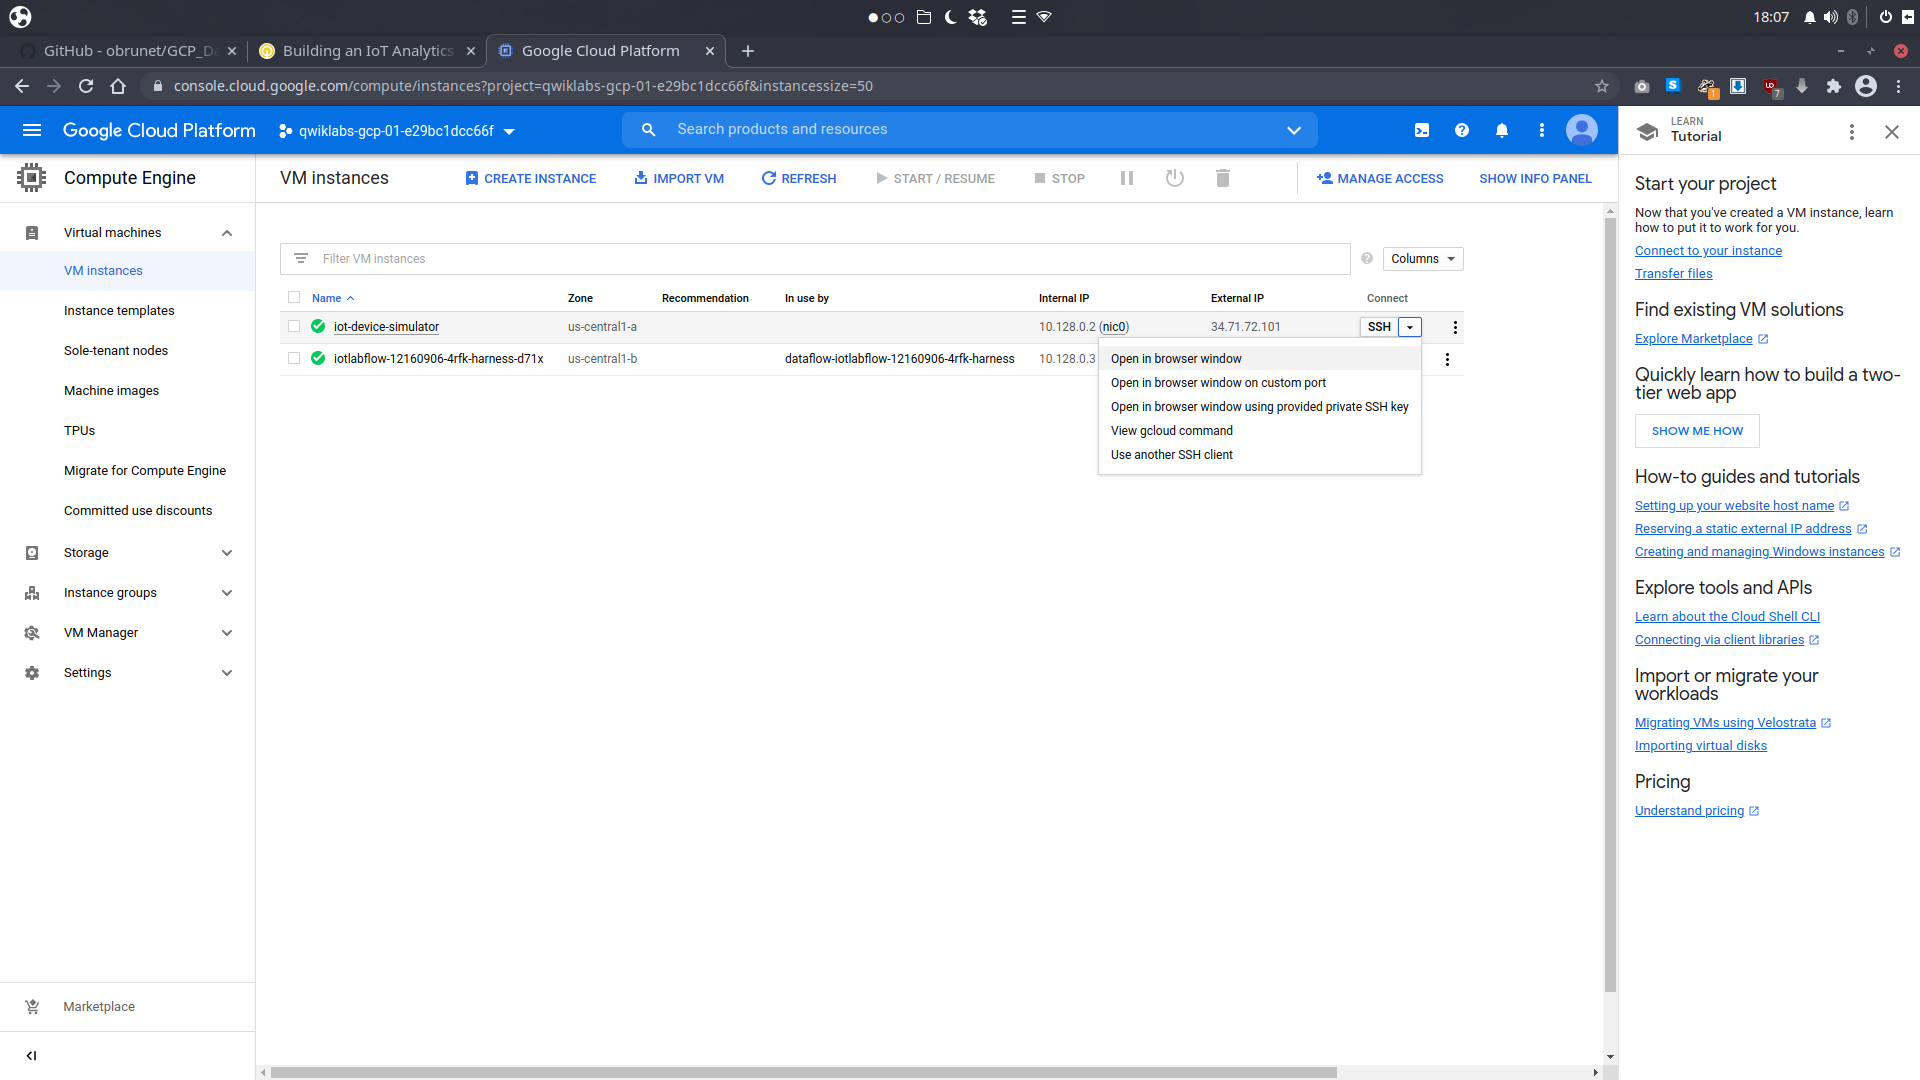 18:07
GitHub - obrunet/GCP_Da
Building an IoT Analytics
Google Cloud Platform
console.cloud.google.com/compute/instances?project=qwiklabs-gcp-01-e29bc1dcc66f&instancessize=50
1
7
Google Cloud Platform
qwiklabs-gcp-01-e29bc1dcc66f
Search products and resources
LEARN
Tutorial
Compute Engine
VM instances
CREATE INSTANCE
IMPORT VM
REFRESH
START / RESUME
STOP
MANAGE ACCESS
SHOW INFO PANEL
Virtual machines
VM instances
Instance templates
Sole-tenant nodes
Machine images
TPUs
Migrate for Compute Engine
Committed use discounts
Storage
Instance groups
VM Manager
Settings
Marketplace
Filter VM instances
Columns
Name Zone Recommendation In use by Internal IP External IP Connect
iot-device-simulator us-central1-a 10.128.0.2 (nic0) 34.71.72.101 SSH
iotlabflow-12160906-4rfk-harness-d71x us-central1-b dataflow-iotlabflow-12160906-4rfk-harness 10.128.0.3
Open in browser window
Open in browser window on custom port
Open in browser window using provided private SSH key
View gcloud command
Use another SSH client
Start your project
Now that you've created a VM instance, learn
how to put it to work for you.
Connect to your instance
Transfer files
Find existing VM solutions
Explore Marketplace
Quickly learn how to build a two-
tier web app
SHOW ME HOW
How-to guides and tutorials
Setting up your website host name
Reserving a static external IP address
Creating and managing Windows instances
Explore tools and APIs
Learn about the Cloud Shell CLI
Connecting via client libraries
Import or migrate your
workloads
Migrating VMs using Velostrata
Importing virtual disks
Pricing
Understand pricing